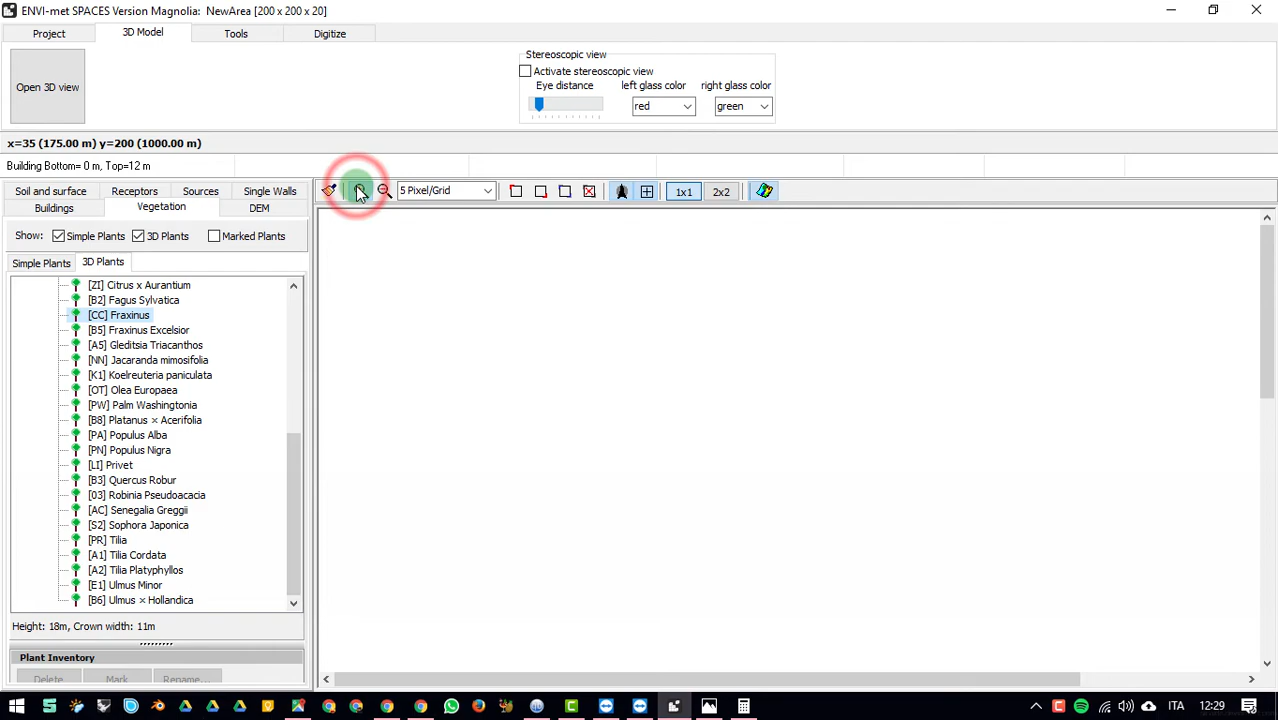 ENVI-met SPACES Version Magnolia: NewArea [200 x 200 x 20]
Project 3D Model Tools Digitize
Open 3D view
Stereoscopic view
Activate stereoscopic view
Eye distance left glass color right glass color
red green
x=35 (175.00 m) y=200 (1000.00 m)
Building Bottom= 0 m, Top=12 m
Soil and surface Receptors Sources Single Walls
5 Pixel/Grid 1x1 2x2
Buildings Vegetation DEM
Show: Simple Plants 3D Plants Marked Plants
Simple Plants 3D Plants
[ZI] Citrus x Aurantium
[B2] Fagus Sylvatica
[CC] Fraxinus
[B5] Fraxinus Excelsior
[A5] Gleditsia Triacanthos
[NN] Jacaranda mimosifolia
[K1] Koelreuteria paniculata
[OT] Olea Europaea
[PW] Palm Washingtonia
[B8] Platanus × Acerifolia
[PA] Populus Alba
[PN] Populus Nigra
[LI] Privet
[B3] Quercus Robur
[03] Robinia Pseudoacacia
[AC] Senegalia Greggii
[S2] Sophora Japonica
[PR] Tilia
[A1] Tilia Cordata
[A2] Tilia Platyphyllos
[E1] Ulmus Minor
[B6] Ulmus × Hollandica
Height: 18m, Crown width: 11m
Plant Inventory
Delete Mark Rename...
ITA 12:29